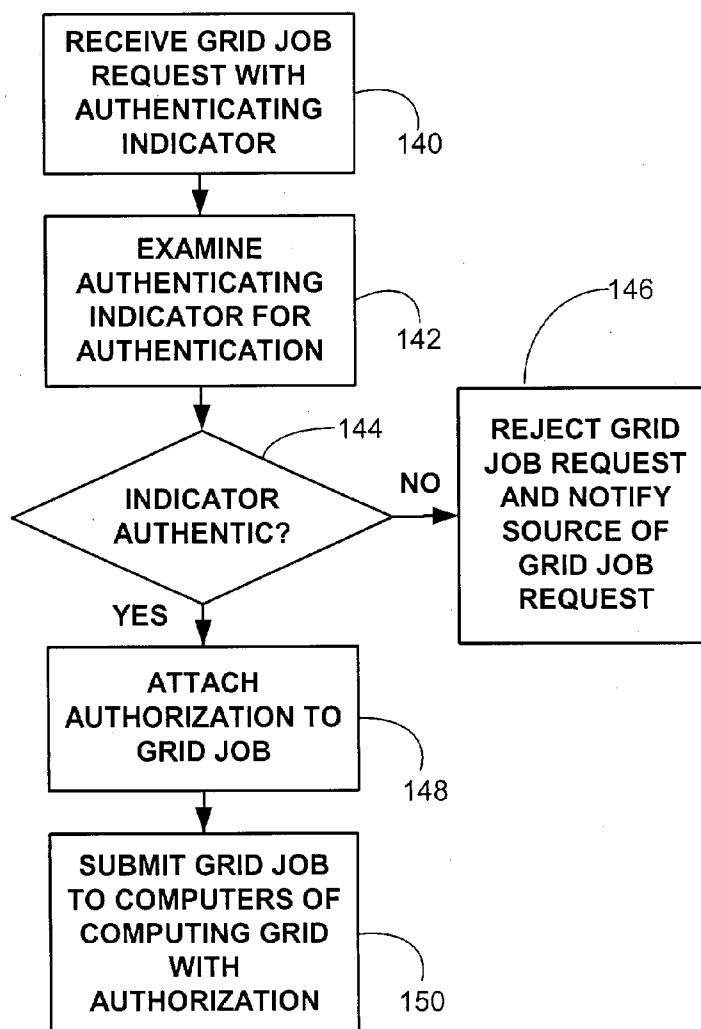 RECEIVE GRID JOB
REQUEST WITH
AUTHENTICATING
INDICATOR
140
EXAMINE
AUTHENTICATING
INDICATOR FOR
AUTHENTICATION
142
144
INDICATOR
AUTHENTIC?
NO
146
REJECT GRID
JOB REQUEST
AND NOTIFY
SOURCE OF
GRID JOB
REQUEST
YES
ATTACH
AUTHORIZATION TO
GRID JOB
148
SUBMIT GRID JOB
TO COMPUTERS OF
COMPUTING GRID
WITH
AUTHORIZATION
150